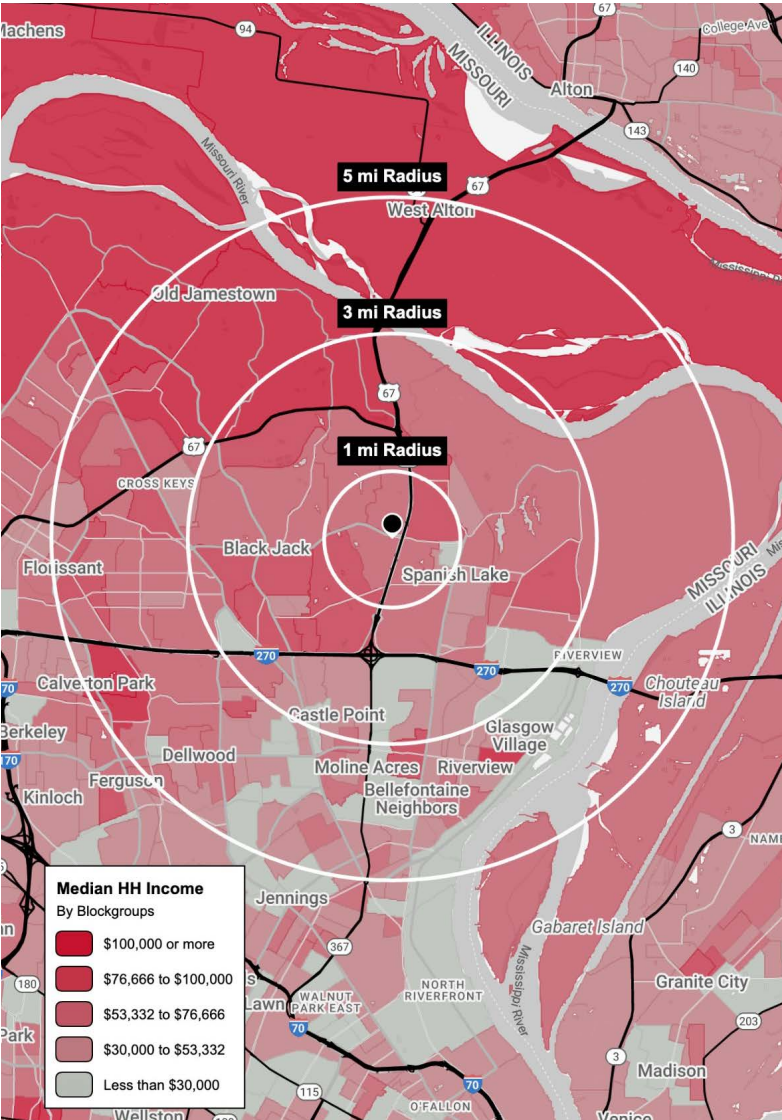 67
ILLINOIS
College Ave
Machens
94
MISSOURI
140
Alton
143
Missouri River
5 mi Radius
67
West Alton
Old Jamestown
3 mi Radius
67
1 mi Radius
67
CROSS KEYS
Black Jack
Florissant
Spanish Lake
MISSOURI
ILLINOIS
270
270
RIVERVIEW
270
Chouteau
Island
70
Calverton Park
Castle Point
Berkeley
Glasgow
Village
Dellwood
170
Ferguson
Moline Acres
Riverview
Kinloch
Bellefontaine
Neighbors
3
Median HH Income
By Blockgroups
$100,000 or more
$76,666 to $100,000
$53,332 to $76,666
$30,000 to $53,332
Less than $30,000
Jennings
Gabaret Island
367
Mississippi River
180
Lawn
WALNUT
PARK EAST
NORTH
RIVERFRONT
Granite City
203
70
Park
3
Madison
70
115
O'FALLON
Wellston
Venice